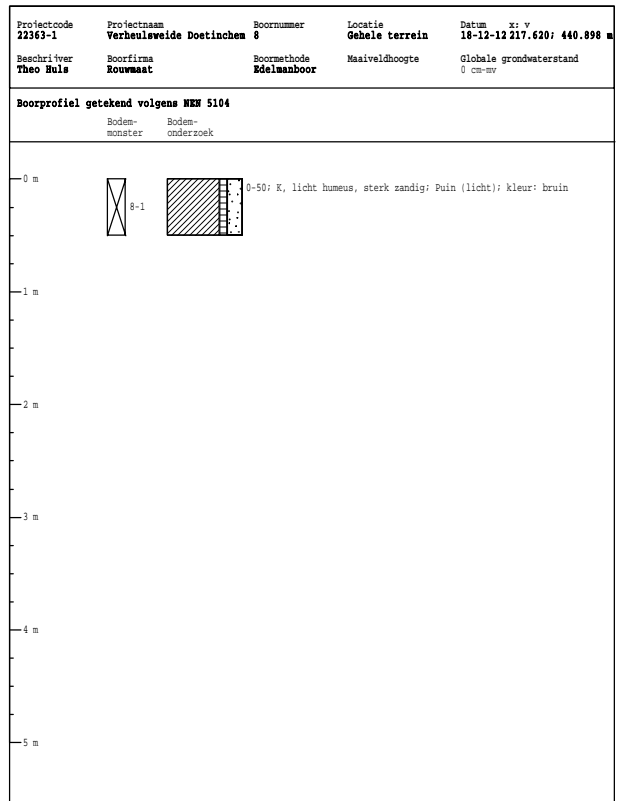 Projectcode Projectnaam Boornummer Locatie Datum x: y
22363-1 Verheulsweide Doetinchem 8 Gehele terrein 18-12-12 217.620; 440.898 m
Beschrijver Boorfirma Boormethode Maaiveldhoogte Globale grondwaterstand
Theo Huls Rouwmaat Edelmanboor 0 cm-mv
Boorprofiel getekend volgens NEN 5104
Bodem- Bodem-
monster onderzoek
0 m
0-50; K, licht humeus, sterk zandig; Puin (licht); kleur: bruin
8-1
1 m
2 m
3 m
4 m
5 m